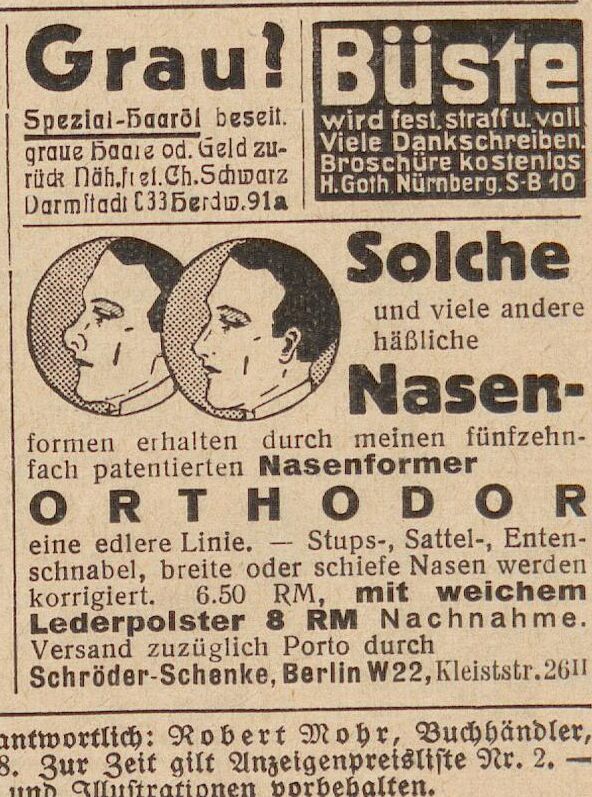 Grau?
Spezial-Haaröl beseit.
graue Haare od. Geld zu-
rück Näh. frei. Ch. Schwarz
Darmstadt C33 Herdw. 91a
Büste
wird fest, straff u. voll
Viele Dankschreiben.
Broschüre kostenlos
H. Goth, Nürnberg, S-B 10
Solche
und viele andere
häßliche
Nasen-
formen erhalten durch meinen fünfzehn-
fach patentierten Nasenformer
ORTHODOR
eine edlere Linie. — Stups-, Sattel-, Enten-
schnabel, breite oder schiefe Nasen werden
korrigiert. 6.50 RM, mit weichem
Lederpolster 8 RM Nachnahme.
Versand zuzüglich Porto durch
Schröder-Schenke, Berlin W22, Kleiststr. 26II
antwortlich: Robert Mohr, Buchhändler,
8. Zur Zeit gilt Anzeigenpreisliste Nr. 2. —
und Illustrationen vorbehalten.